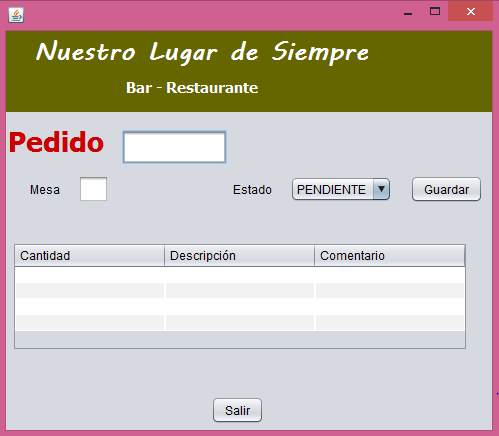 Nuestro Lugar de Siempre
Bar - Restaurante
Pedido
Mesa Estado PENDIENTE Guardar
Cantidad Descripción Comentario
Salir